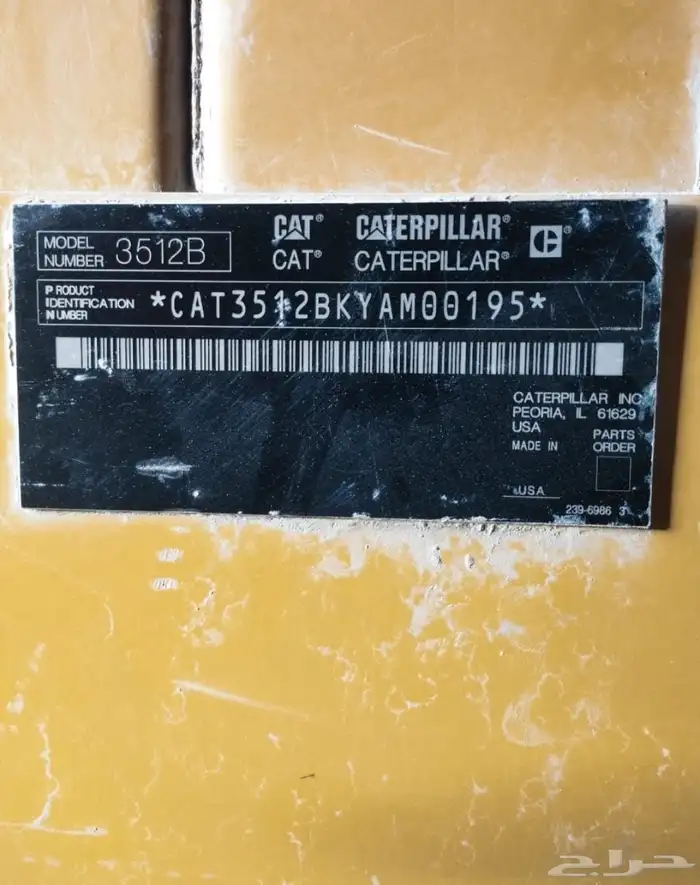 CAT® CATERPILLAR®
MODEL NUMBER 3512B
CAT® CATERPILLAR®
PRODUCT IDENTIFICATION NUMBER *CAT3512BKYAM00195*
CATERPILLAR INC
PEORIA, IL 61629
USA
MADE IN
PARTS ORDER
USA
239-6986 3
حراج